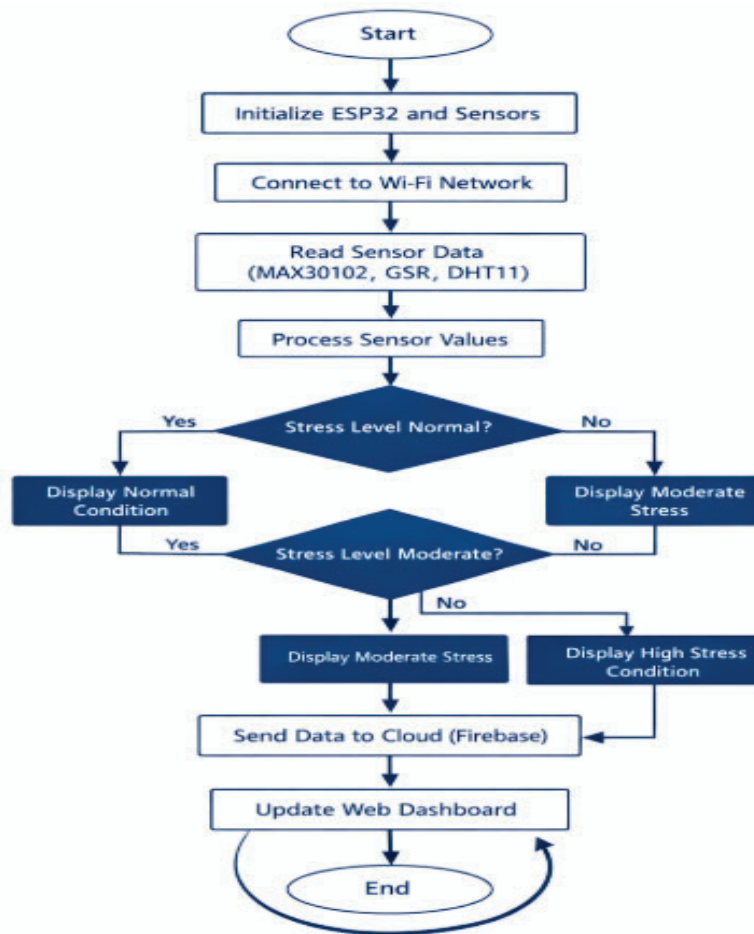 Start
Initialize ESP32 and Sensors
Connect to Wi-Fi Network
Read Sensor Data
(MAX30102, GSR, DHT11)
Process Sensor Values
Yes
Stress Level Normal?
No
Display Normal
Condition
Display Moderate
Stress
Yes
Stress Level Moderate?
No
No
Display Moderate Stress
Display High Stress
Condition
Send Data to Cloud (Firebase)
Update Web Dashboard
End